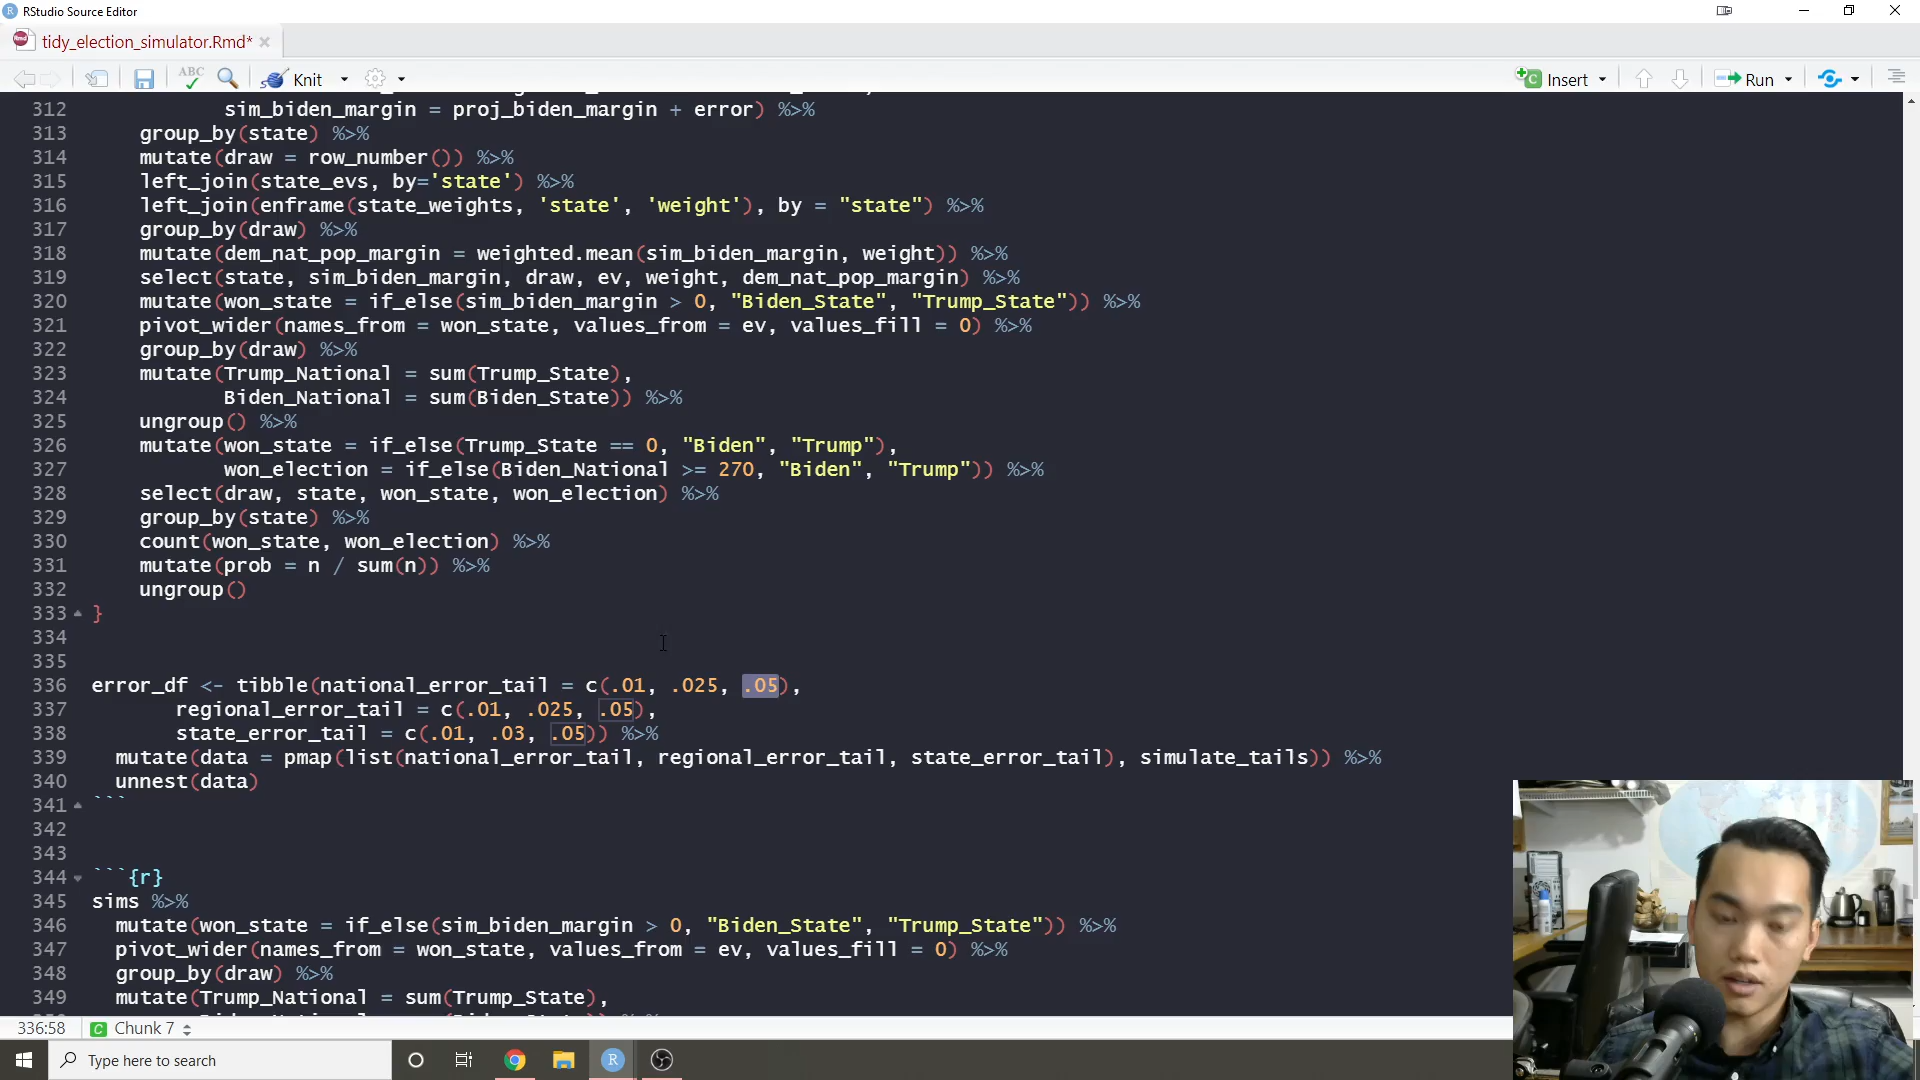 RStudio Source Editor
tidy_election_simulator.Rmd*
ABC Knit Insert Run
312 sim_biden_margin = proj_biden_margin + error) %>%
313 group_by(state) %>%
314 mutate(draw = row_number()) %>%
315 left_join(state_evs, by='state') %>%
316 left_join(enframe(state_weights, 'state', 'weight'), by = "state") %>%
317 group_by(draw) %>%
318 mutate(dem_nat_pop_margin = weighted.mean(sim_biden_margin, weight)) %>%
319 select(state, sim_biden_margin, draw, ev, weight, dem_nat_pop_margin) %>%
320 mutate(won_state = if_else(sim_biden_margin > 0, "Biden_State", "Trump_State")) %>%
321 pivot_wider(names_from = won_state, values_from = ev, values_fill = 0) %>%
322 group_by(draw) %>%
323 mutate(Trump_National = sum(Trump_State),
324 Biden_National = sum(Biden_State)) %>%
325 ungroup() %>%
326 mutate(won_state = if_else(Trump_State == 0, "Biden", "Trump"),
327 won_election = if_else(Biden_National >= 270, "Biden", "Trump")) %>%
328 select(draw, state, won_state, won_election) %>%
329 group_by(state) %>%
330 count(won_state, won_election) %>%
331 mutate(prob = n / sum(n)) %>%
332 ungroup()
333 }
334
335
336 error_df <- tibble(national_error_tail = c(.01, .025, .05),
337 regional_error_tail = c(.01, .025, .05),
338 state_error_tail = c(.01, .03, .05)) %>%
339 mutate(data = pmap(list(national_error_tail, regional_error_tail, state_error_tail), simulate_tails)) %>%
340 unnest(data)
341 ```
342
343
344 ```{r}
345 sims %>%
346 mutate(won_state = if_else(sim_biden_margin > 0, "Biden_State", "Trump_State")) %>%
347 pivot_wider(names_from = won_state, values_from = ev, values_fill = 0) %>%
348 group_by(draw) %>%
349 mutate(Trump_National = sum(Trump_State),
336:58 C Chunk 7
Type here to search